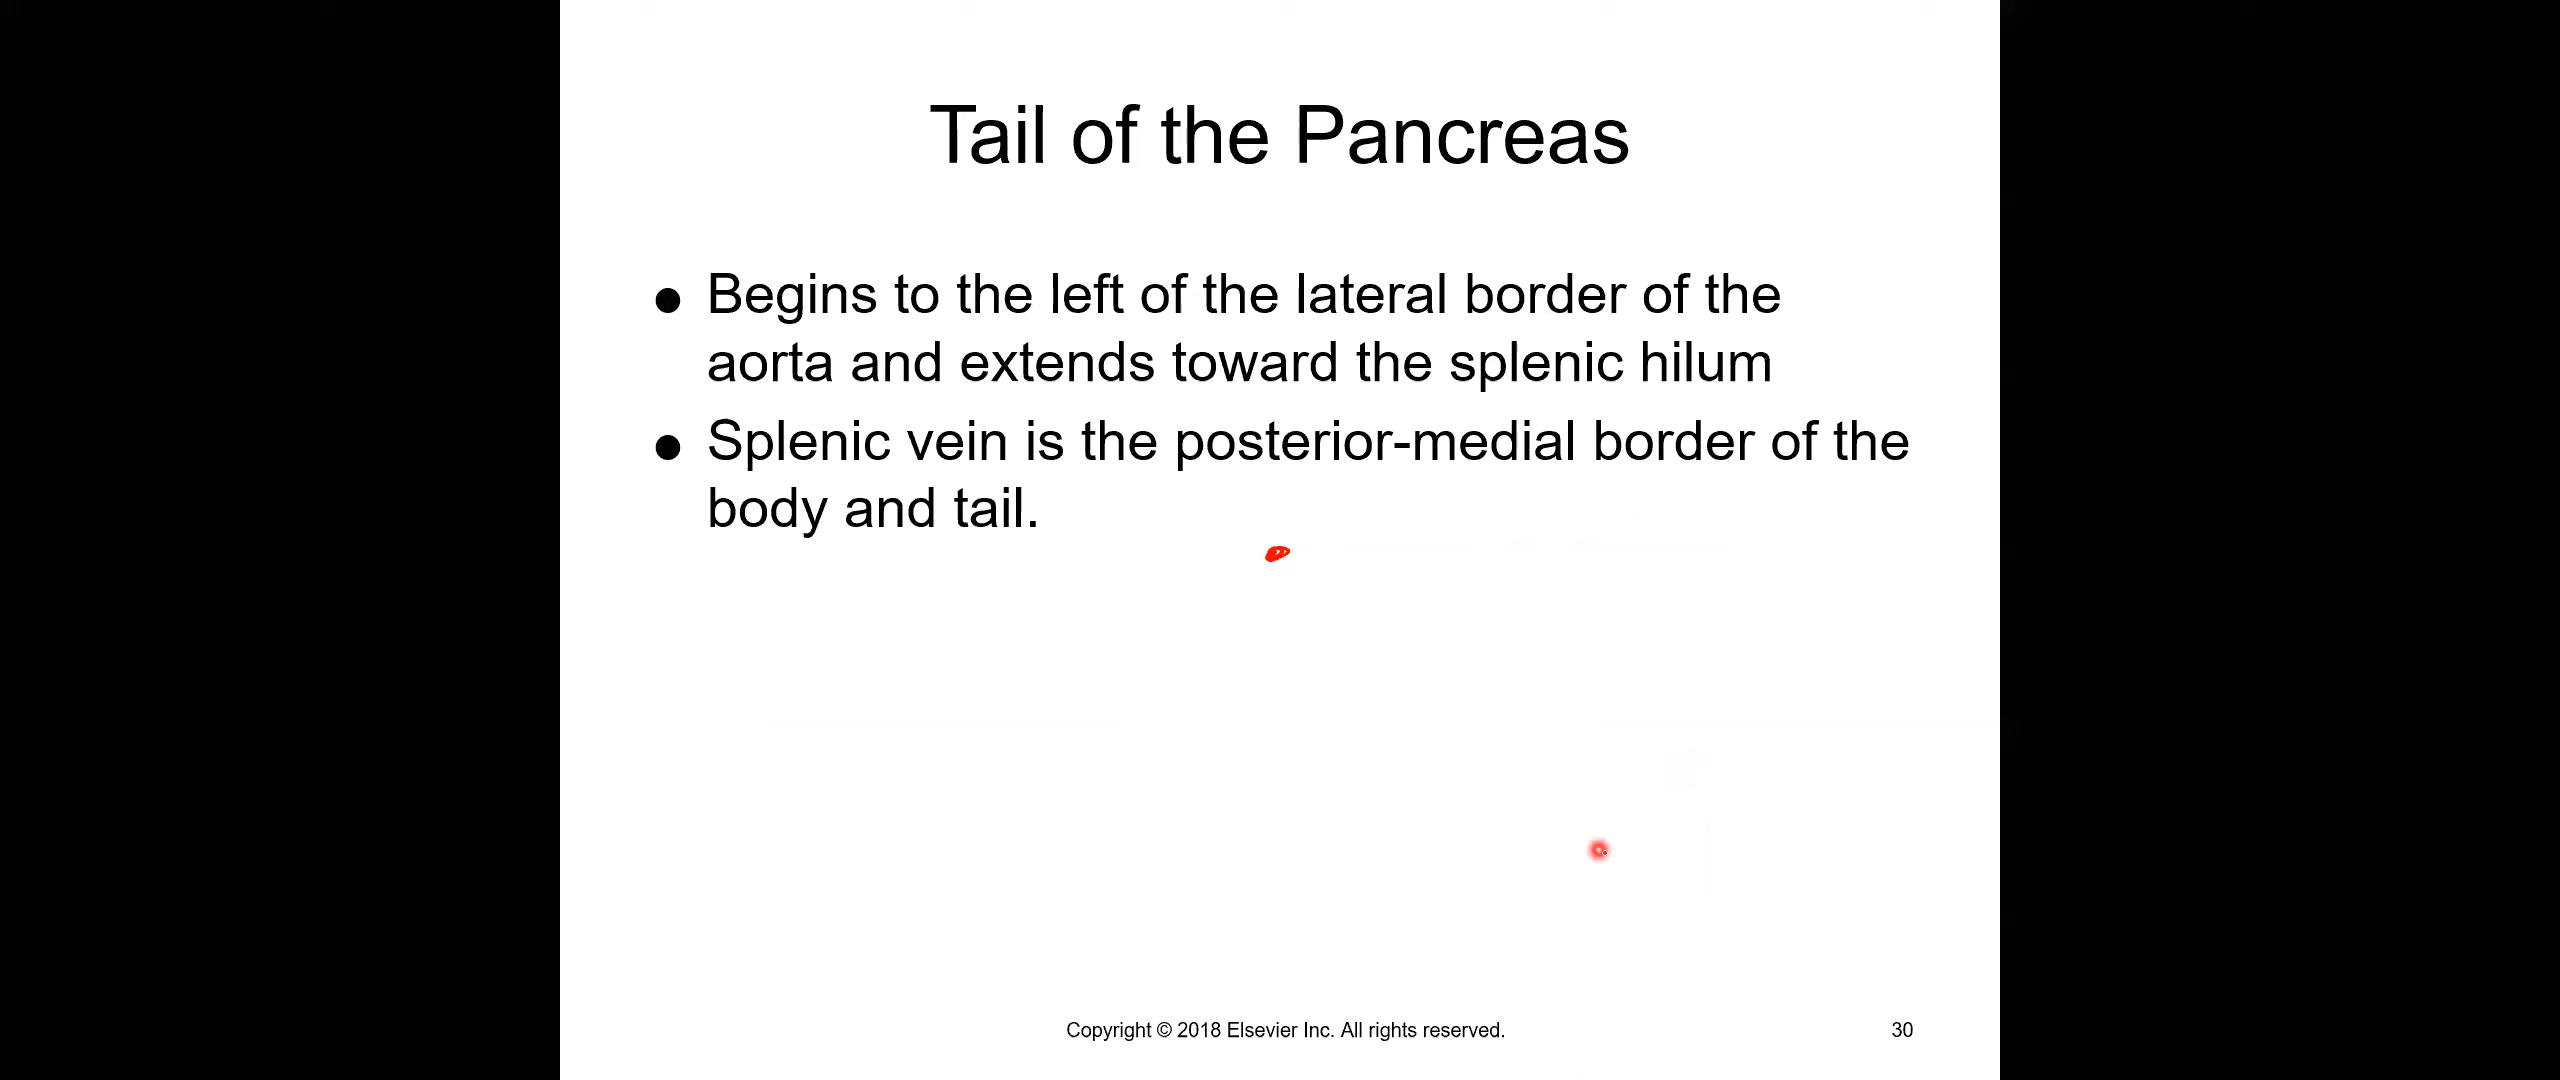 Tail of the Pancreas
● Begins to the left of the lateral border of the
aorta and extends toward the splenic hilum
● Splenic vein is the posterior-medial border of the
body and tail.
Copyright © 2018 Elsevier Inc. All rights reserved.
30